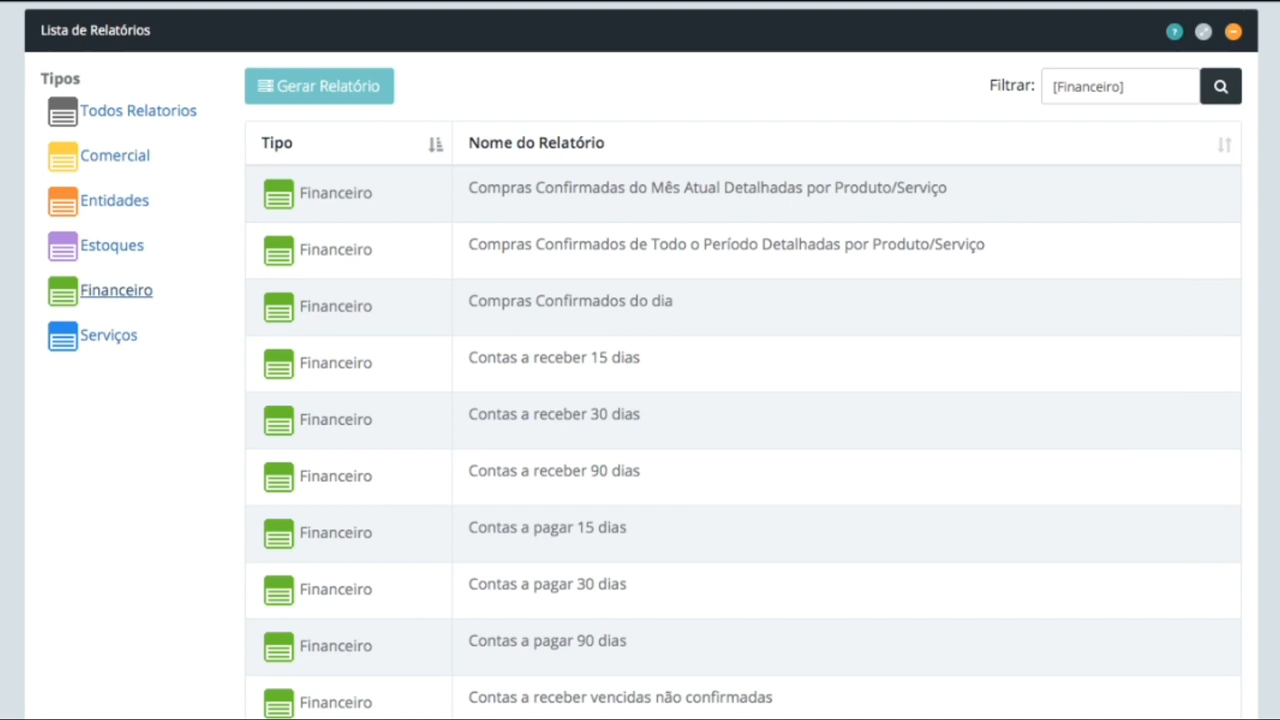 Lista de Relatórios
Tipos
Todos Relatorios
Comercial
Entidades
Estoques
Financeiro
Serviços
Gerar Relatório
Filtrar: [Financeiro]
Tipo Nome do Relatório
Financeiro Compras Confirmadas do Mês Atual Detalhadas por Produto/Serviço
Financeiro Compras Confirmados de Todo o Período Detalhadas por Produto/Serviço
Financeiro Compras Confirmados do dia
Financeiro Contas a receber 15 dias
Financeiro Contas a receber 30 dias
Financeiro Contas a receber 90 dias
Financeiro Contas a pagar 15 dias
Financeiro Contas a pagar 30 dias
Financeiro Contas a pagar 90 dias
Financeiro Contas a receber vencidas não confirmadas